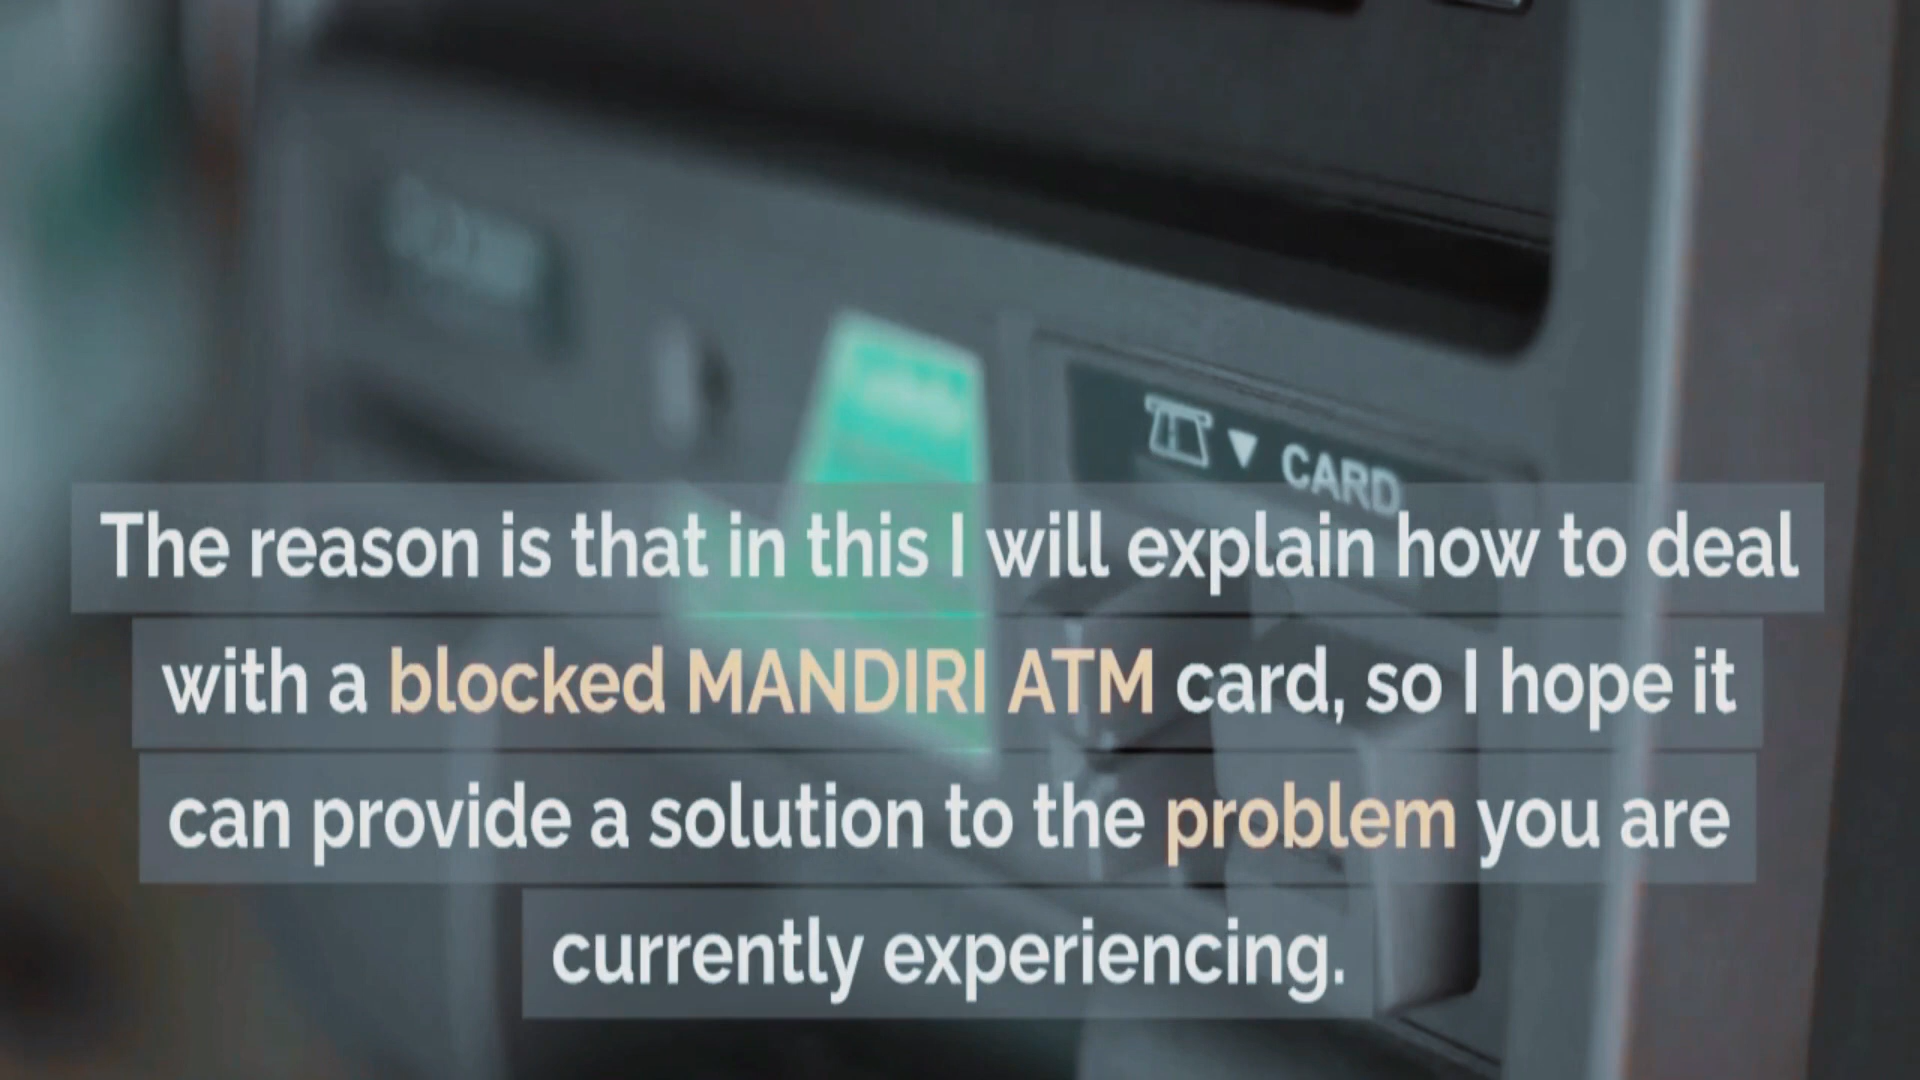 CARD
The reason is that in this I will explain how to deal
with a blocked MANDIRI ATM card, so I hope it
can provide a solution to the problem you are
currently experiencing.